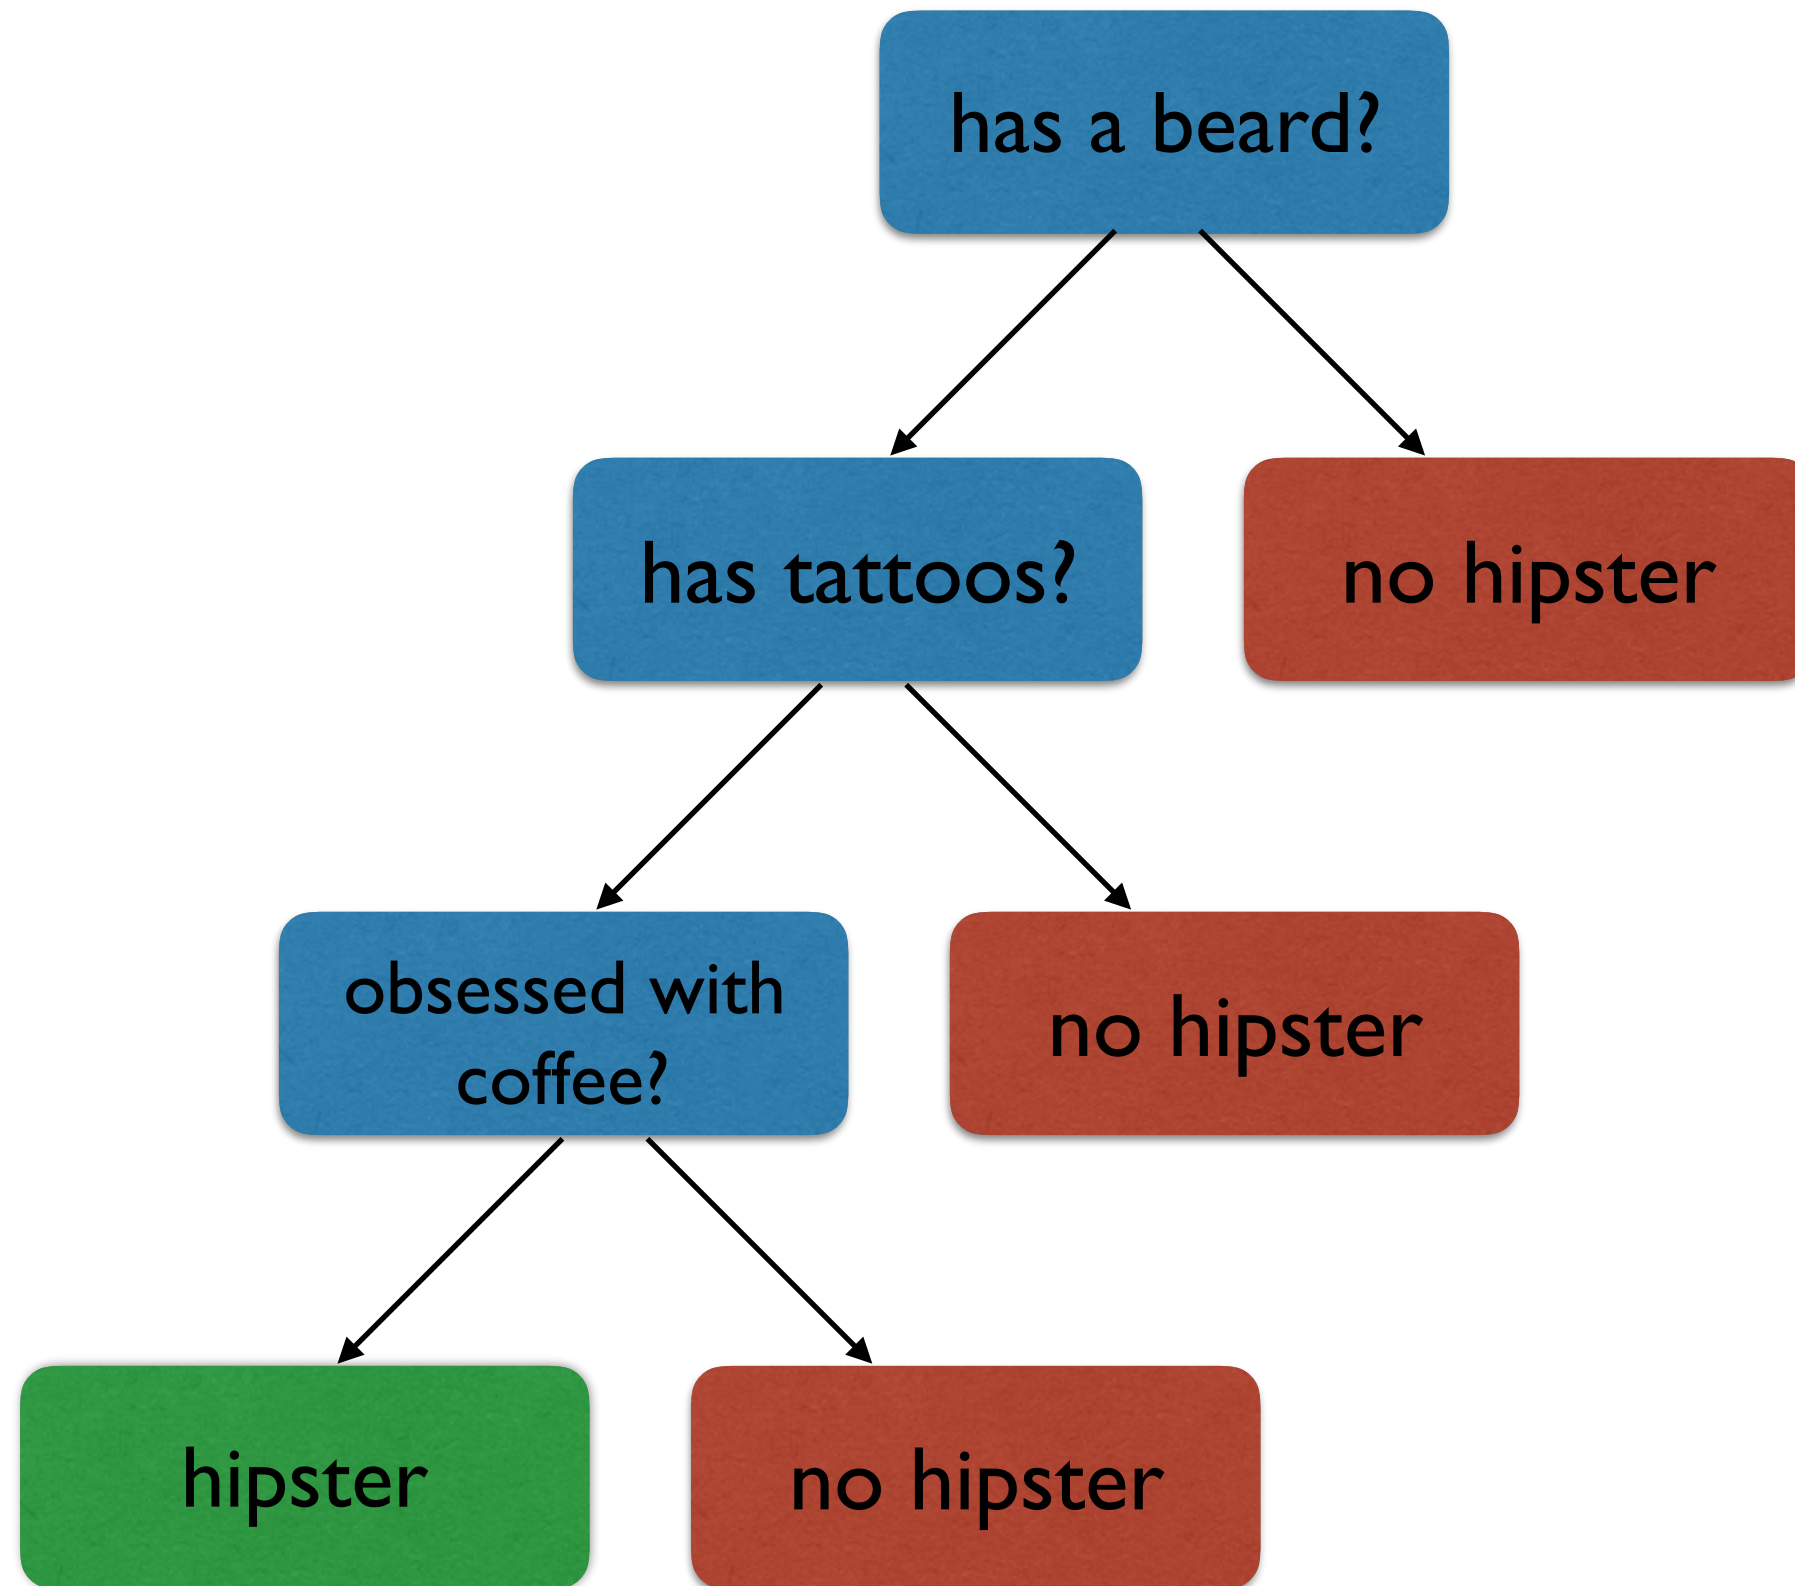 has a beard?
has tattoos?
no hipster
obsessed with
coffee?
no hipster
hipster
no hipster